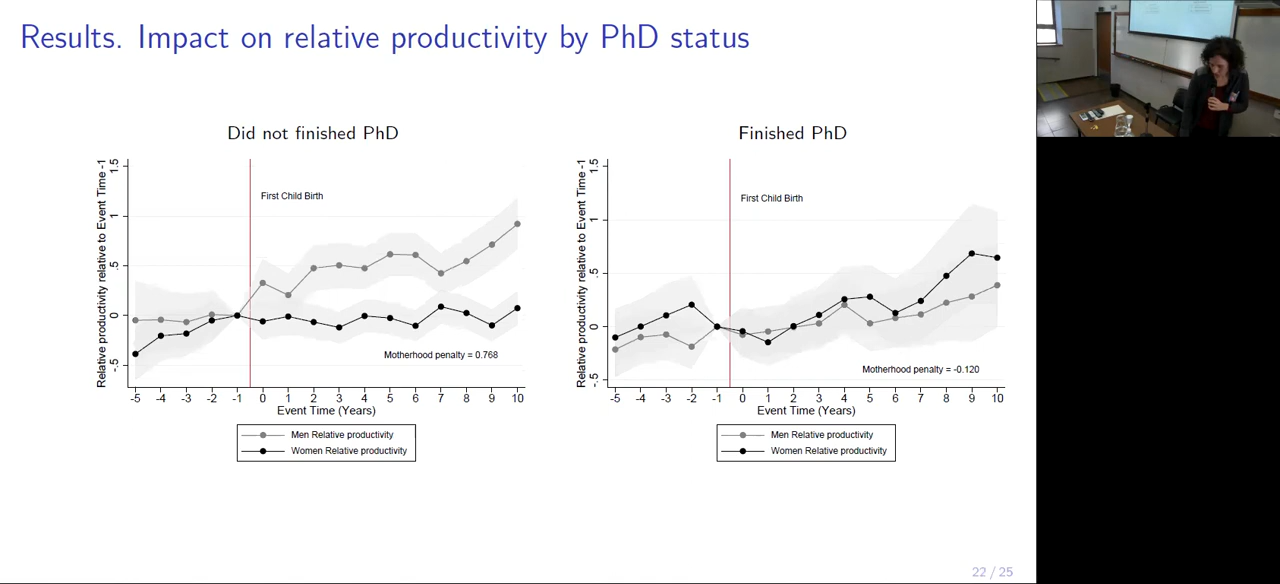 Results. Impact on relative productivity by PhD status
Did not finished PhD
Relative productivity relative to Event Time -1
1.5
1
.5
0
-.5
First Child Birth
Motherhood penalty = 0.768
-5 -4 -3 -2 -1 0 1 2 3 4 5 6 7 8 9 10
Event Time (Years)
Men Relative productivity
Women Relative productivity
Finished PhD
Relative productivity relative to Event Time -1
1.5
1
.5
0
-.5
First Child Birth
Motherhood penalty = -0.120
-5 -4 -3 -2 -1 0 1 2 3 4 5 6 7 8 9 10
Event Time (Years)
Men Relative productivity
Women Relative productivity
22 / 25